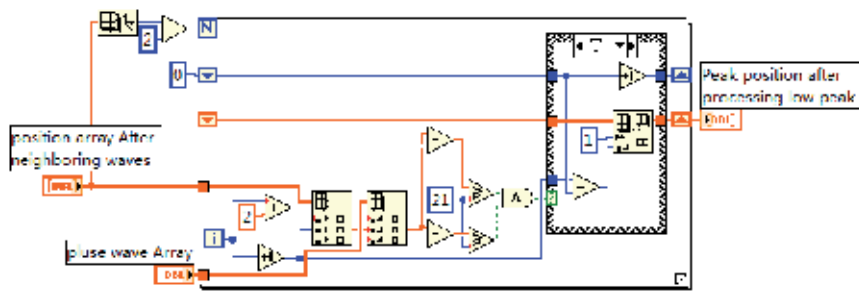 2
N
0
Peak position after
processing low peak
position array After
neighboring waves
1
21
A
2
i
pluse wave Array
DBL